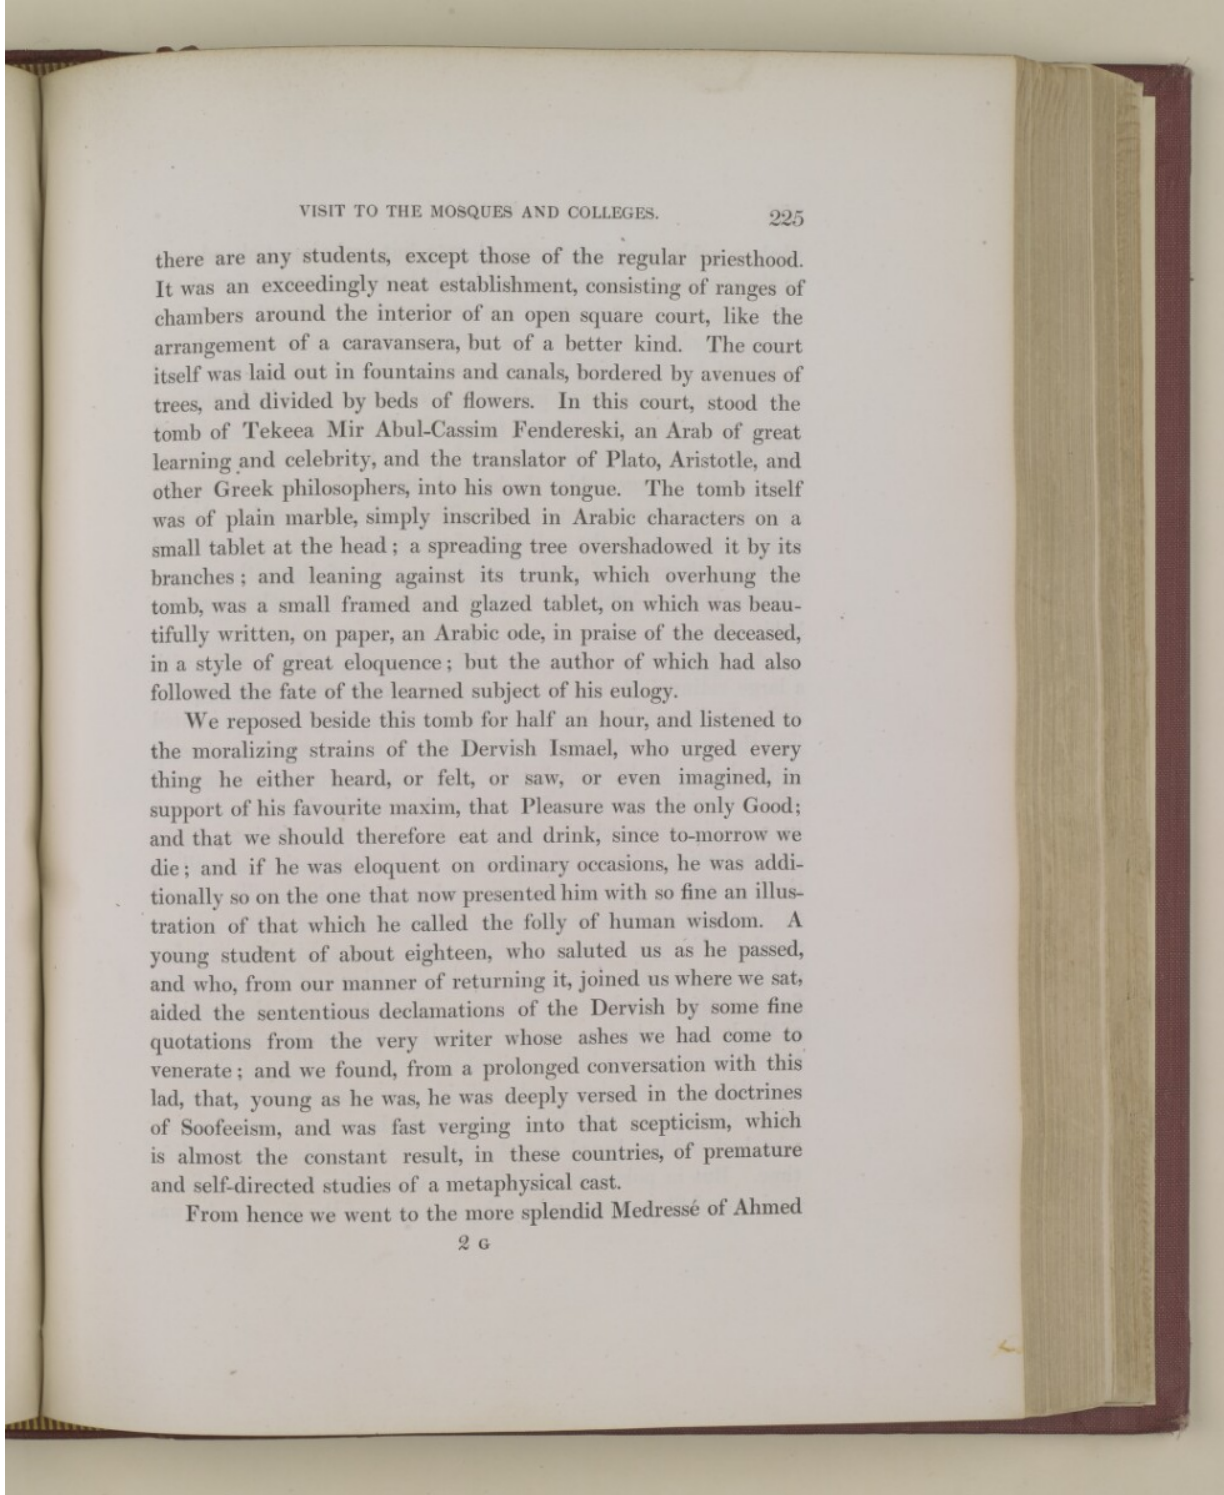 VISIT TO THE MOSQUES AND COLLEGES. 225
there are any students, except those of the regular priesthood.
It was an exceedingly neat establishment, consisting of ranges of
chambers around the interior of an open square court, like the
arrangement of a caravansera, but of a better kind. The court
itself was laid out in fountains and canals, bordered by avenues of
trees, and divided by beds of flowers. In this court, stood the
tomb of Tekeea Mir Abul-Cassim Fendereski, an Arab of great
learning and celebrity, and the translator of Plato, Aristotle, and
other Greek philosophers, into his own tongue. The tomb itself
was of plain marble, simply inscribed in Arabic characters on a
small tablet at the head; a spreading tree overshadowed it by its
branches; and leaning against its trunk, which overhung the
tomb, was a small framed and glazed tablet, on which was beau-
tifully written, on paper, an Arabic ode, in praise of the deceased,
in a style of great eloquence; but the author of which had also
followed the fate of the learned subject of his eulogy.
We reposed beside this tomb for half an hour, and listened to
the moralizing strains of the Dervish Ismael, who urged every
thing he either heard, or felt, or saw, or even imagined, in
support of his favourite maxim, that Pleasure was the only Good;
and that we should therefore eat and drink, since to-morrow we
die; and if he was eloquent on ordinary occasions, he was addi-
tionally so on the one that now presented him with so fine an illus-
tration of that which he called the folly of human wisdom. A
young student of about eighteen, who saluted us as he passed,
and who, from our manner of returning it, joined us where we sat,
aided the sententious declamations of the Dervish by some fine
quotations from the very writer whose ashes we had come to
venerate; and we found, from a prolonged conversation with this
lad, that, young as he was, he was deeply versed in the doctrines
of Soofeeism, and was fast verging into that scepticism, which
is almost the constant result, in these countries, of premature
and self-directed studies of a metaphysical cast.
From hence we went to the more splendid Medressé of Ahmed
2 G